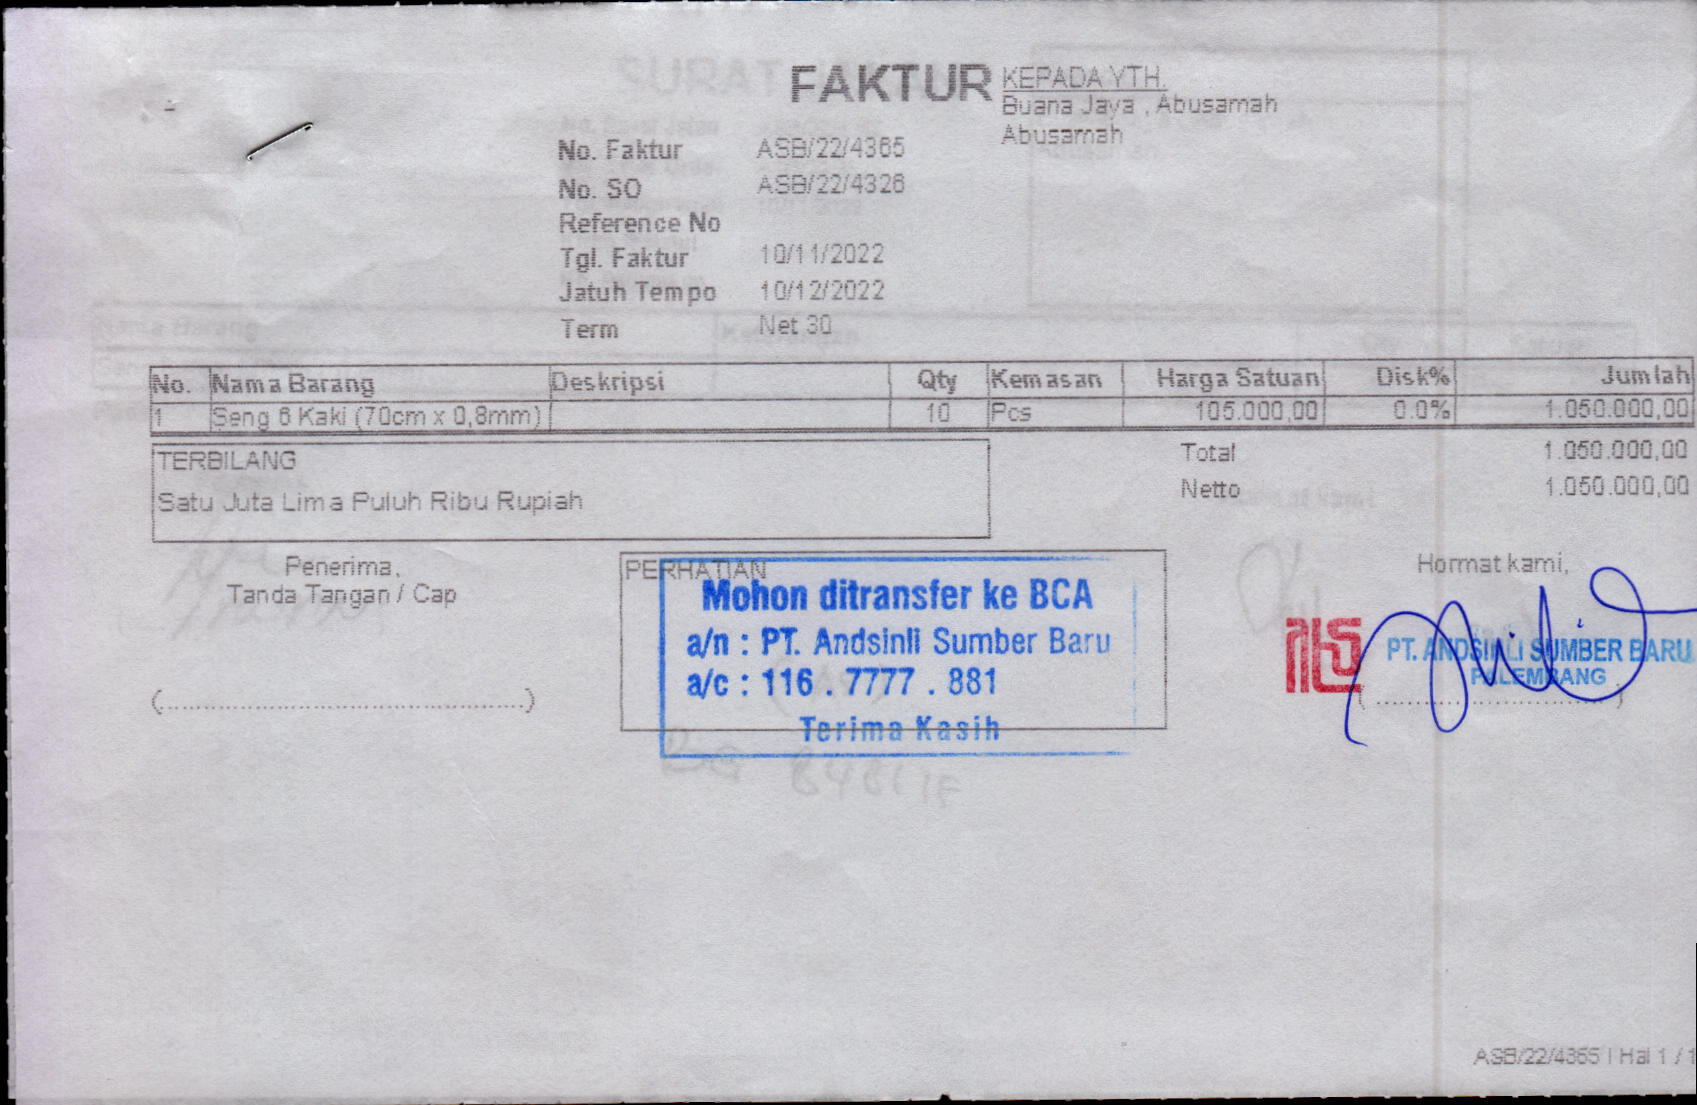 FAKTUR
KEPADA YTH.
Buana Jaya , Abusamah
Abusamah
No. Faktur ASB/22/4365
No. SO ASB/22/4326
Reference No
Tgl. Faktur 10/11/2022
Jatuh Tempo 10/12/2022
Term Net 30
No. Nama Barang Deskripsi Qty Kemasan Harga Satuan Disk% Jumlah
1 Seng 6 Kaki (70cm x 0,8mm) 10 Pcs 105.000,00 0.0% 1.050.000,00
TERBILANG
Satu Juta Lima Puluh Ribu Rupiah
Total 1.050.000,00
Netto 1.050.000,00
Penerima,
Tanda Tangan / Cap
(............................................)
PERHATIAN
Mohon ditransfer ke BCA
a/n : PT. Andsinli Sumber Baru
a/c : 116 . 7777 . 881
Terima Kasih
Hormat kami,
PT. ANDSINLI SUMBER BARU
PALEMBANG
(..............................)
ASB/22/4365 | Hal 1 / 1